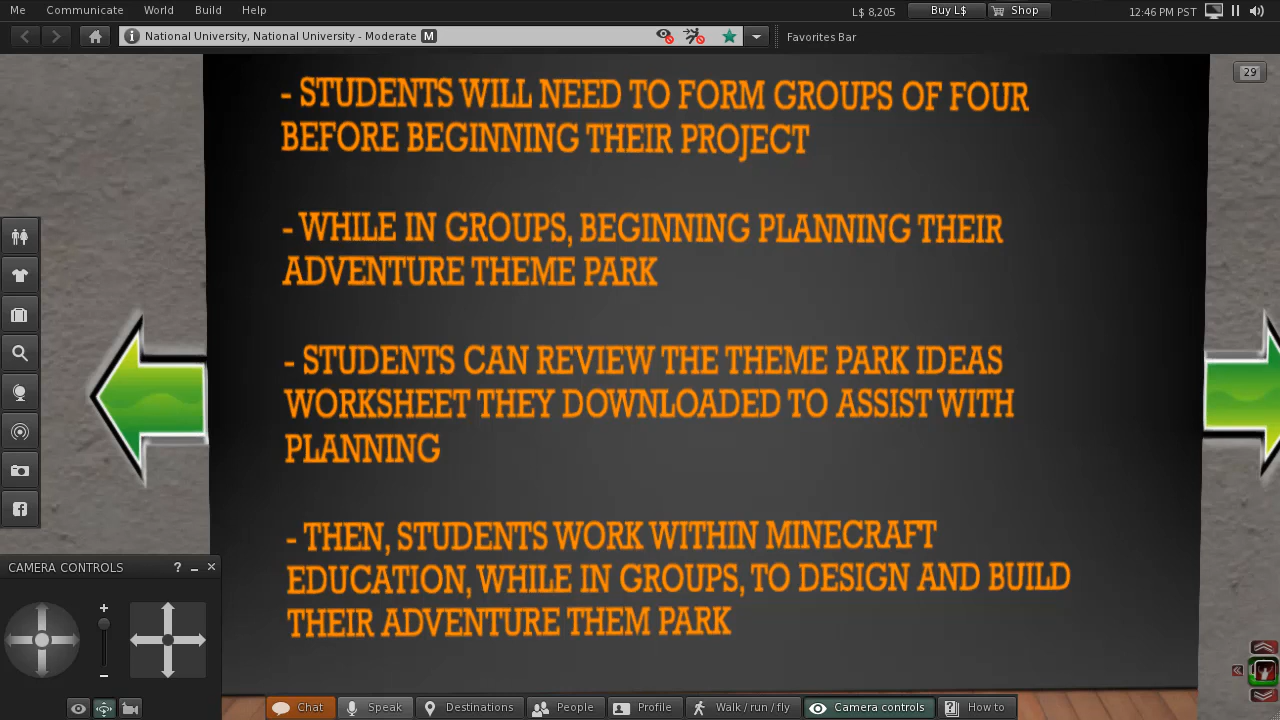 Me Communicate World Build Help
L$ 8,205 Buy L$ Shop 12:46 PM PST
National University, National University - Moderate M
Favorites Bar
29
- STUDENTS WILL NEED TO FORM GROUPS OF FOUR
BEFORE BEGINNING THEIR PROJECT
- WHILE IN GROUPS, BEGINNING PLANNING THEIR
ADVENTURE THEME PARK
- STUDENTS CAN REVIEW THE THEME PARK IDEAS
WORKSHEET THEY DOWNLOADED TO ASSIST WITH
PLANNING
- THEN, STUDENTS WORK WITHIN MINECRAFT
EDUCATION, WHILE IN GROUPS, TO DESIGN AND BUILD
THEIR ADVENTURE THEM PARK
CAMERA CONTROLS
Chat Speak Destinations People Profile Walk / run / fly Camera controls How to